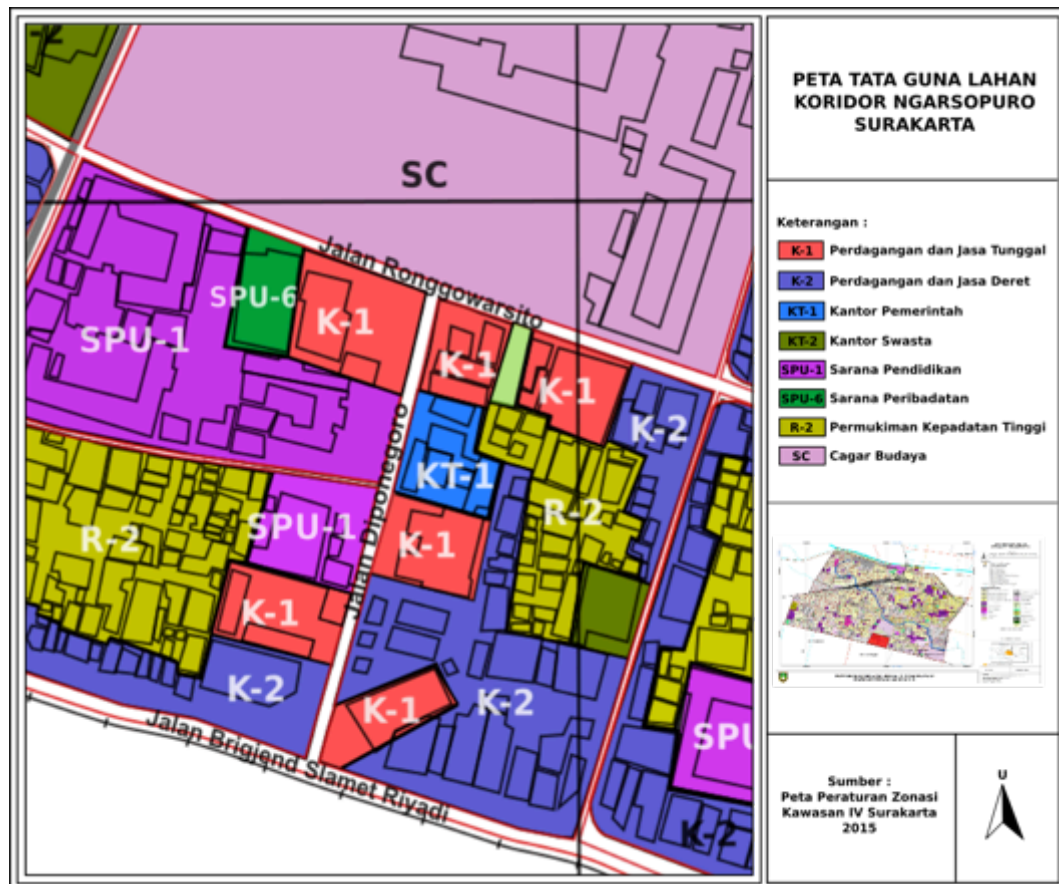 PETA TATA GUNA LAHAN
KORIDOR NGARSOPURO
SURAKARTA
Keterangan :
K-1 Perdagangan dan Jasa Tunggal
K-2 Perdagangan dan Jasa Deret
KT-1 Kantor Pemerintah
KT-2 Kantor Swasta
SPU-1 Sarana Pendidikan
SPU-6 Sarana Peribadatan
R-2 Permukiman Kepadatan Tinggi
SC Cagar Budaya
Sumber :
Peta Peraturan Zonasi
Kawasan IV Surakarta
2015
U
-2
SC
Jalan Ronggowarsito
SPU-6
K-1
SPU-1
K-1
K-1
K-2
Jalan Diponegoro
KT-1
R-2
SPU-1
R-2
K-1
K-1
K-2
K-1
K-2
SPU
K-2
Jalan Brigjend Slamet Riyadi